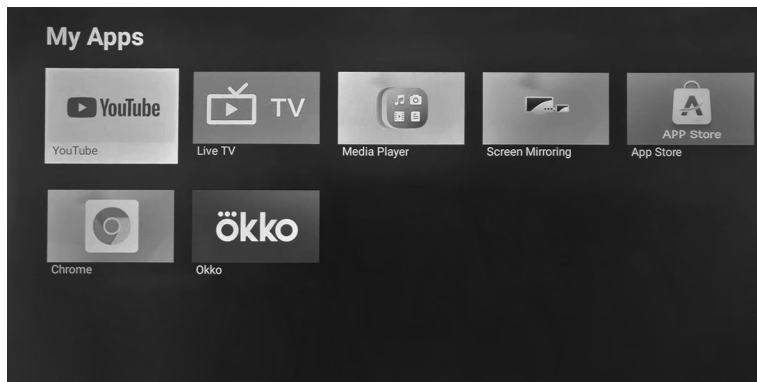 My Apps
YouTube
YouTube
TV
Live TV
Media Player
Screen Mirroring
APP Store
App Store
Chrome
ökko
Okko